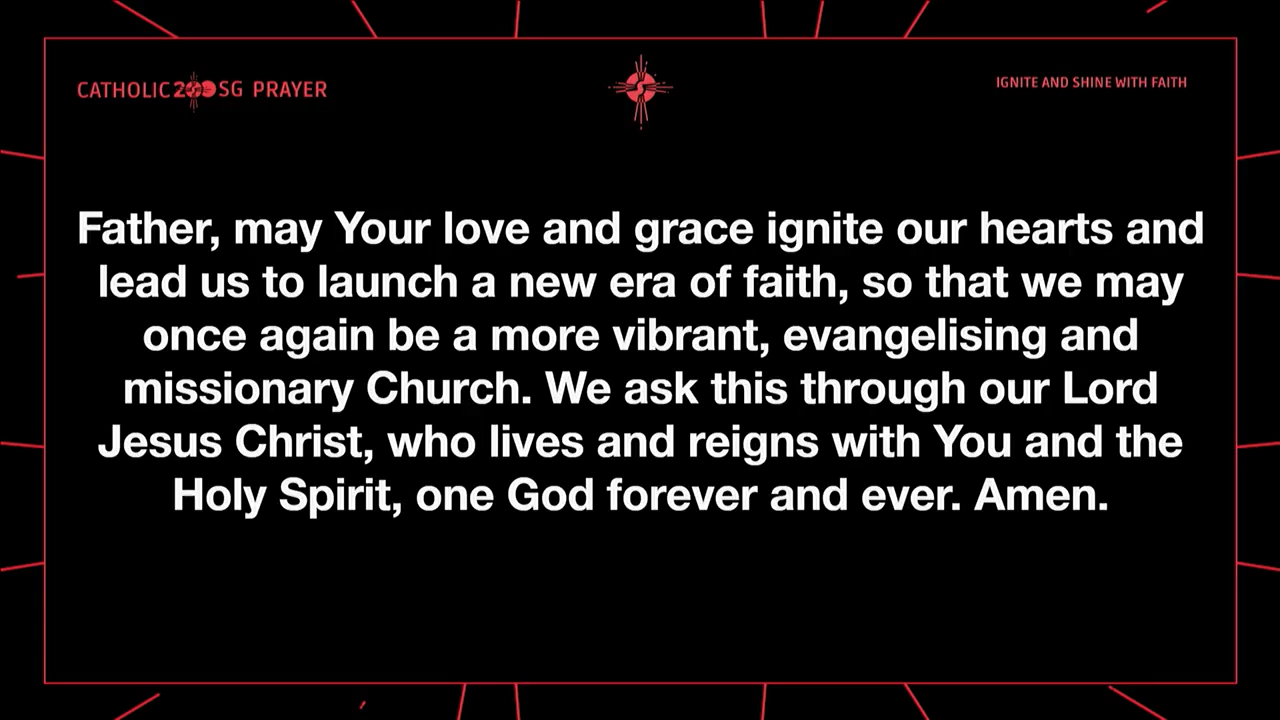 CATHOLIC200SG PRAYER
IGNITE AND SHINE WITH FAITH
Father, may Your love and grace ignite our hearts and
lead us to launch a new era of faith, so that we may
once again be a more vibrant, evangelising and
missionary Church. We ask this through our Lord
Jesus Christ, who lives and reigns with You and the
Holy Spirit, one God forever and ever. Amen.